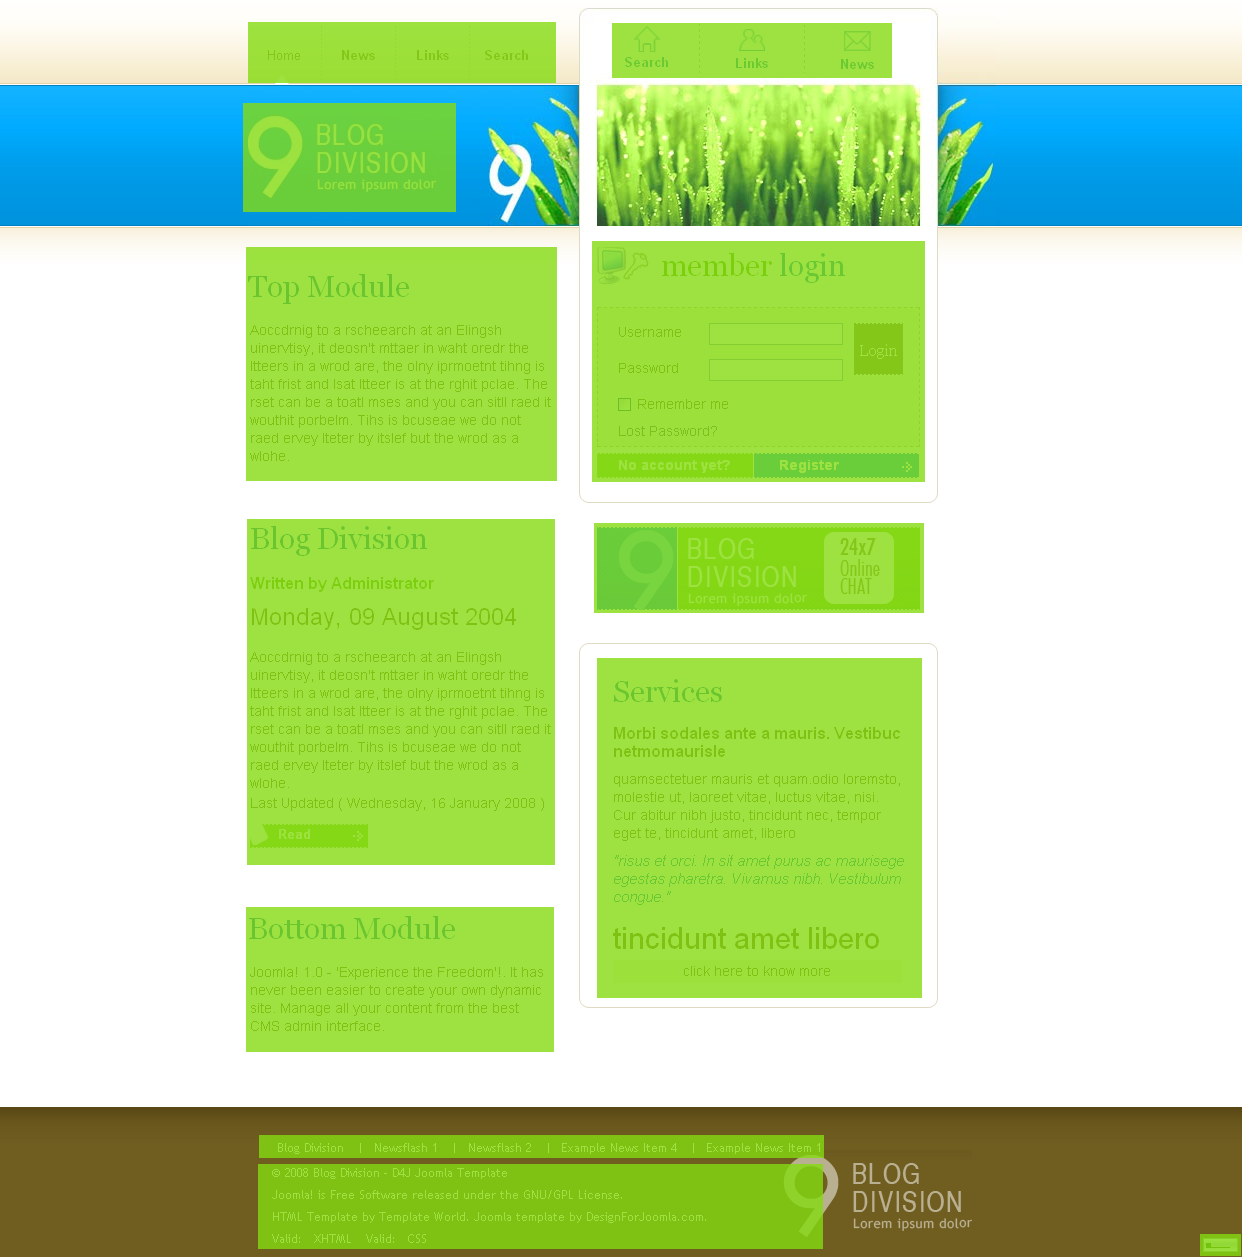 Home News Links Search
Search Links News
9 BLOG
DIVISION
Lorem ipsum dolor
9
member login
Username
Login
Password
Remember me
Lost Password?
No account yet? Register
Top Module
Aoccdrnig to a rscheearch at an Elingsh
uinervtisy, it deosn't mttaer in waht oredr the
ltteers in a wrod are, the olny iprmoetnt tihng is
taht frist and lsat ltteer is at the rghit pclae. The
rset can be a toatl mses and you can sitll raed it
wouthit porbelm. Tihs is bcuseae we do not
raed ervey lteter by itslef but the wrod as a
wlohe.
Blog Division
Written by Administrator
Monday, 09 August 2004
Aoccdrnig to a rscheearch at an Elingsh
uinervtisy, it deosn't mttaer in waht oredr the
ltteers in a wrod are, the olny iprmoetnt tihng is
taht frist and lsat ltteer is at the rghit pclae. The
rset can be a toatl mses and you can sitll raed it
wouthit porbelm. Tihs is bcuseae we do not
raed ervey lteter by itslef but the wrod as a
wlohe.
Last Updated ( Wednesday, 16 January 2008 )
Read
9 BLOG
DIVISION
Lorem ipsum dolor
24x7
Online
CHAT
Services
Morbi sodales ante a mauris. Vestibuc
netmomaurisle
quamsectetuer mauris et quam.odio loremsto,
molestie ut, laoreet vitae, luctus vitae, nisl.
Cur abitur nibh justo, tincidunt nec, tempor
eget te, tincidunt amet, libero
"risus et orci. In sit amet purus ac maurisege
egestas pharetra. Vivamus nibh. Vestibulum
congue."
tincidunt amet libero
click here to know more
Bottom Module
Joomla! 1.0 - 'Experience the Freedom'!. It has
never been easier to create your own dynamic
site. Manage all your content from the best
CMS admin interface.
Blog Division | Newsflash 1 | Newsflash 2 | Example News Item 4 | Example News Item 1
© 2008 Blog Division - D4J Joomla Template
Joomla! is Free Software released under the GNU/GPL License.
HTML Template by Template World. Joomla template by DesignForJoomla.com.
Valid: XHTML Valid: CSS
9 BLOG
DIVISION
Lorem ipsum dolor